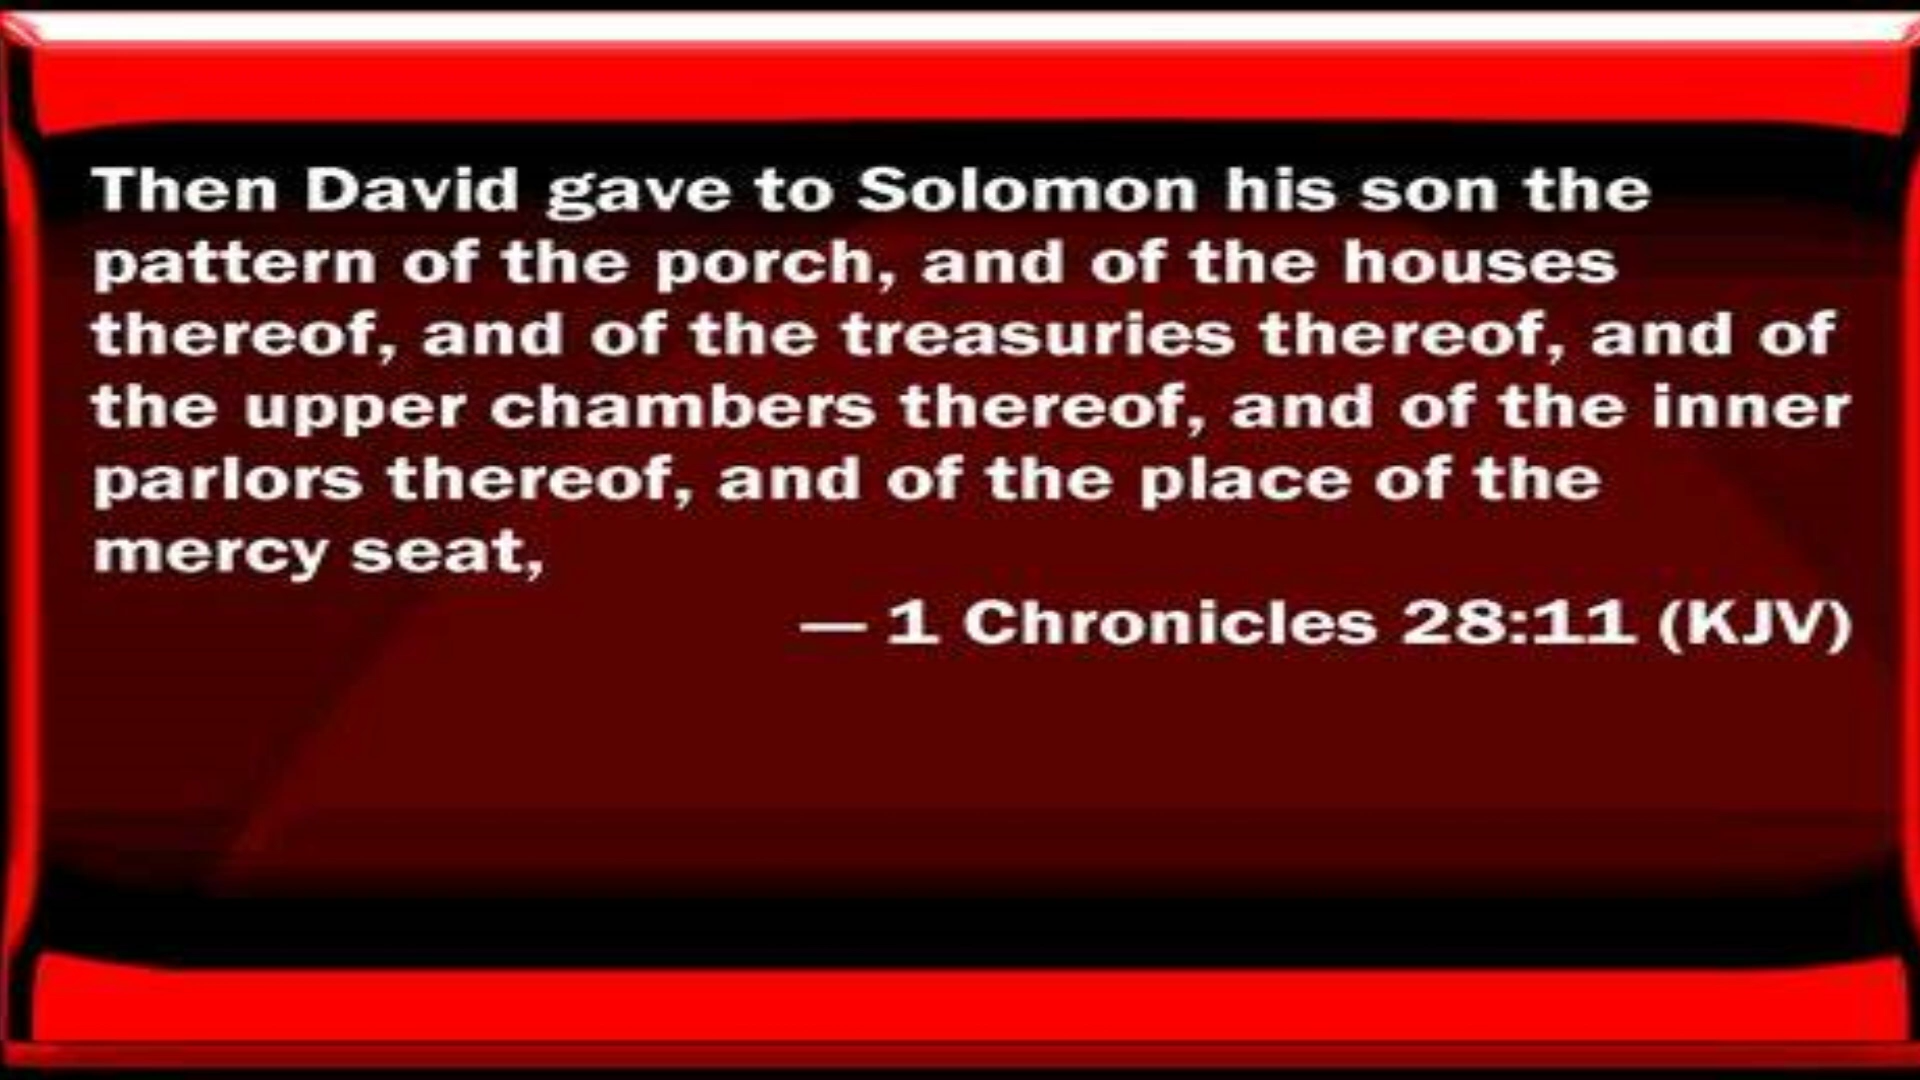 Then David gave to Solomon his son the
pattern of the porch, and of the houses
thereof, and of the treasuries thereof, and of
the upper chambers thereof, and of the inner
parlors thereof, and of the place of the
mercy seat,
— 1 Chronicles 28:11 (KJV)